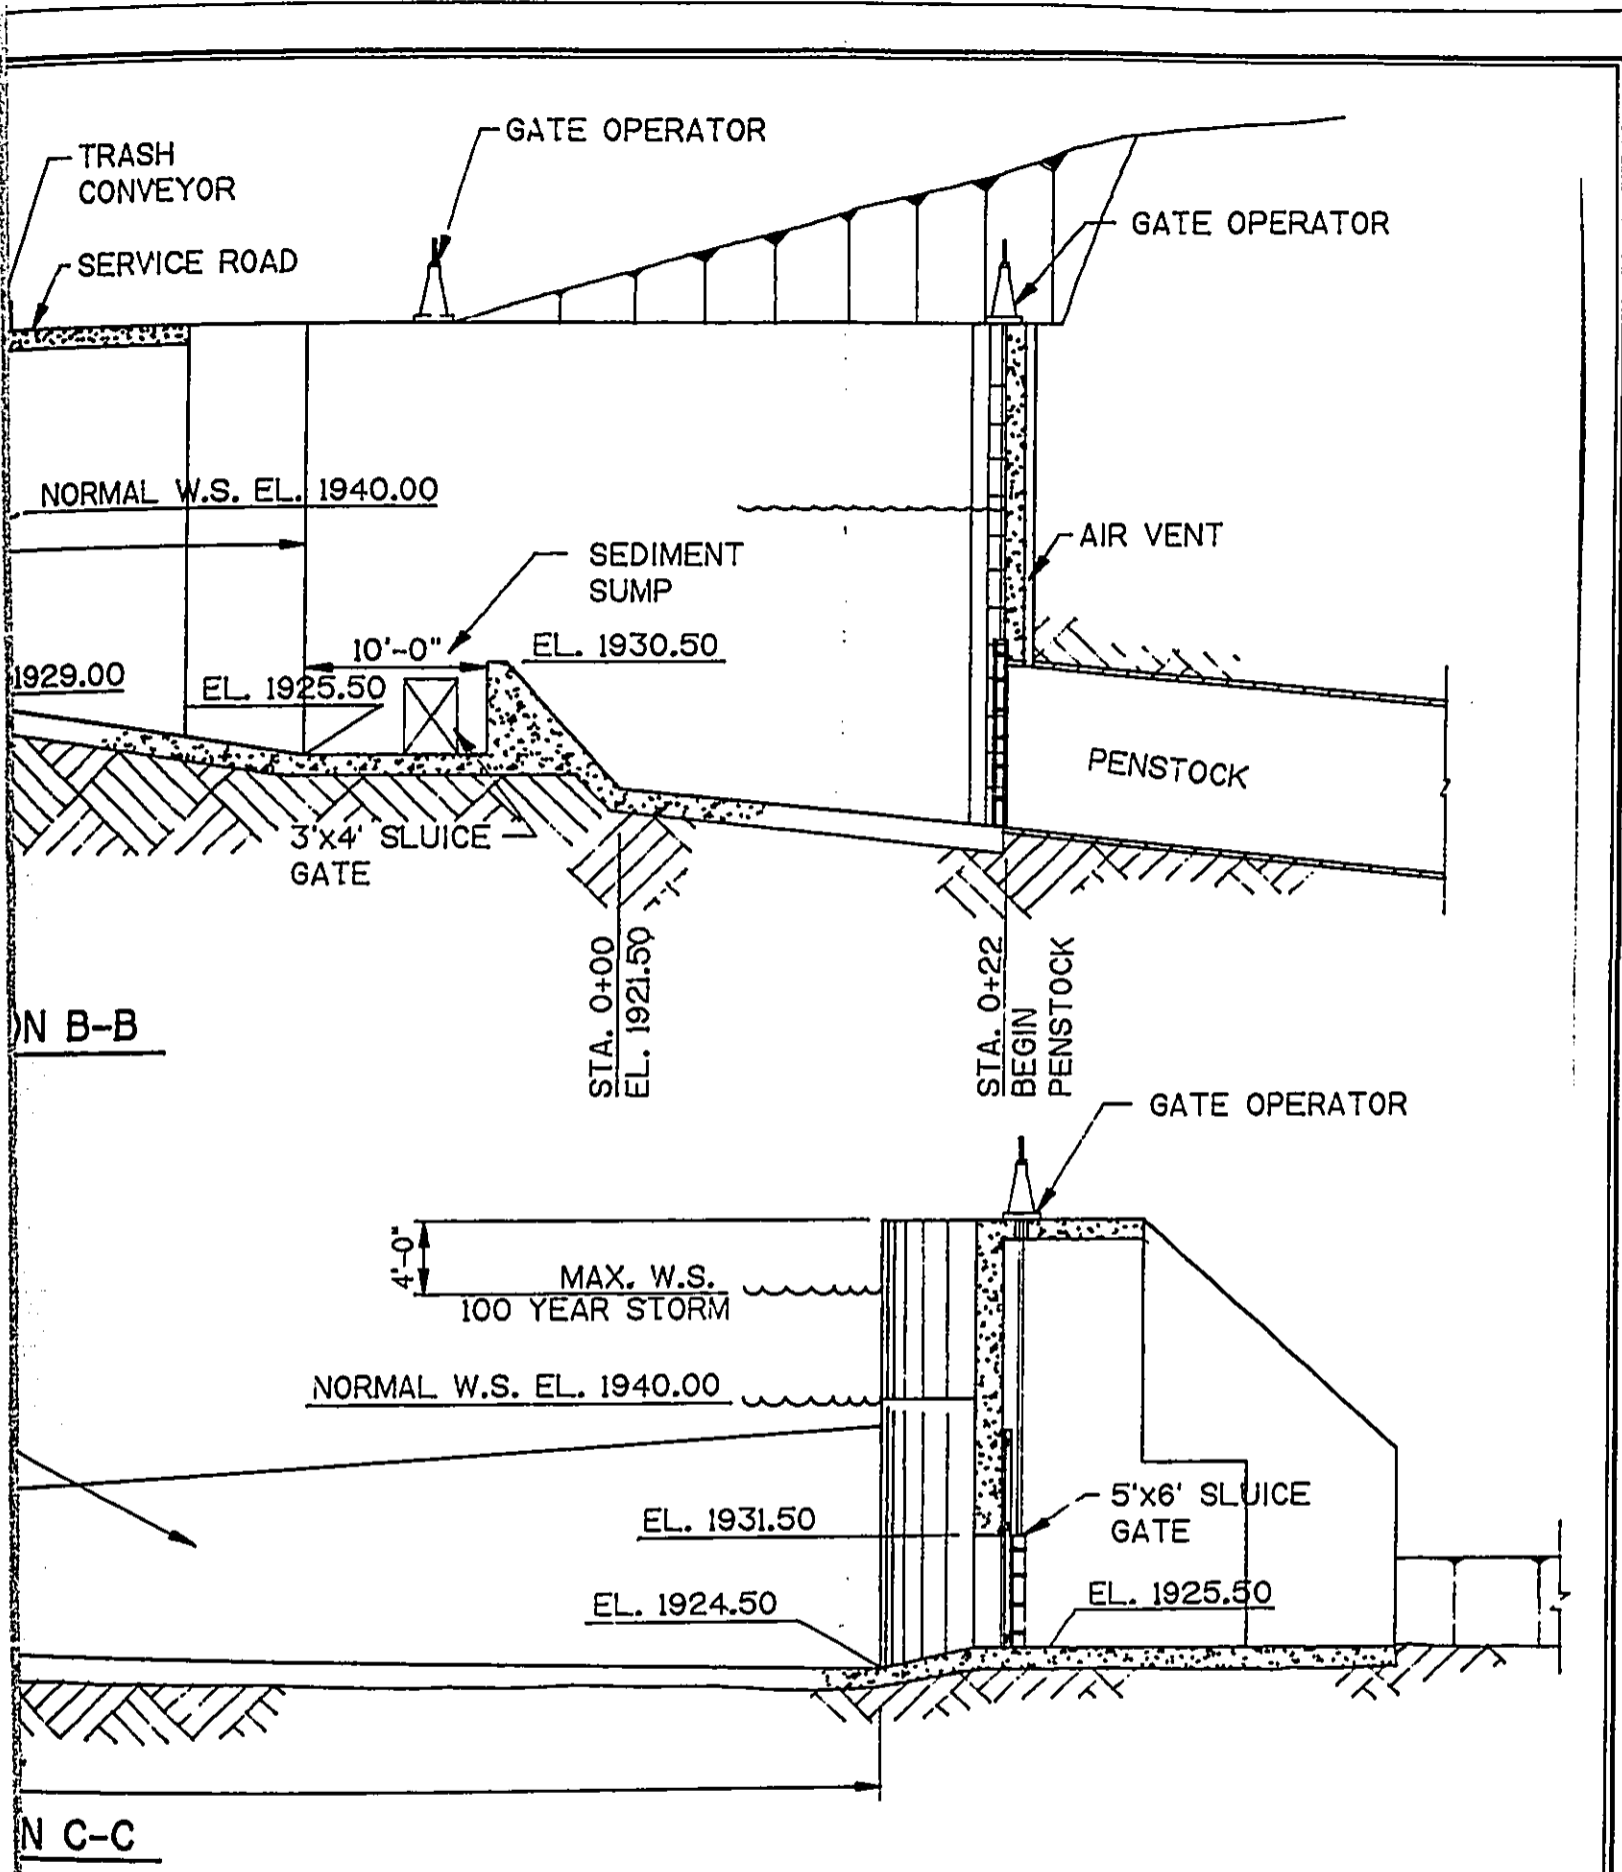 TRASH
CONVEYOR
GATE OPERATOR
SERVICE ROAD
GATE OPERATOR
NORMAL W.S. EL. 1940.00
AIR VENT
SEDIMENT
SUMP
10'-0"
EL. 1930.50
1929.00
EL. 1925.50
PENSTOCK
3'x4' SLUICE
GATE
STA. 0+00
EL. 1921.50
STA. 0+22
BEGIN
PENSTOCK
N B-B
GATE OPERATOR
4'-0"
MAX. W.S.
100 YEAR STORM
NORMAL W.S. EL. 1940.00
5'x6' SLUICE
GATE
EL. 1931.50
EL. 1924.50
EL. 1925.50
N C-C